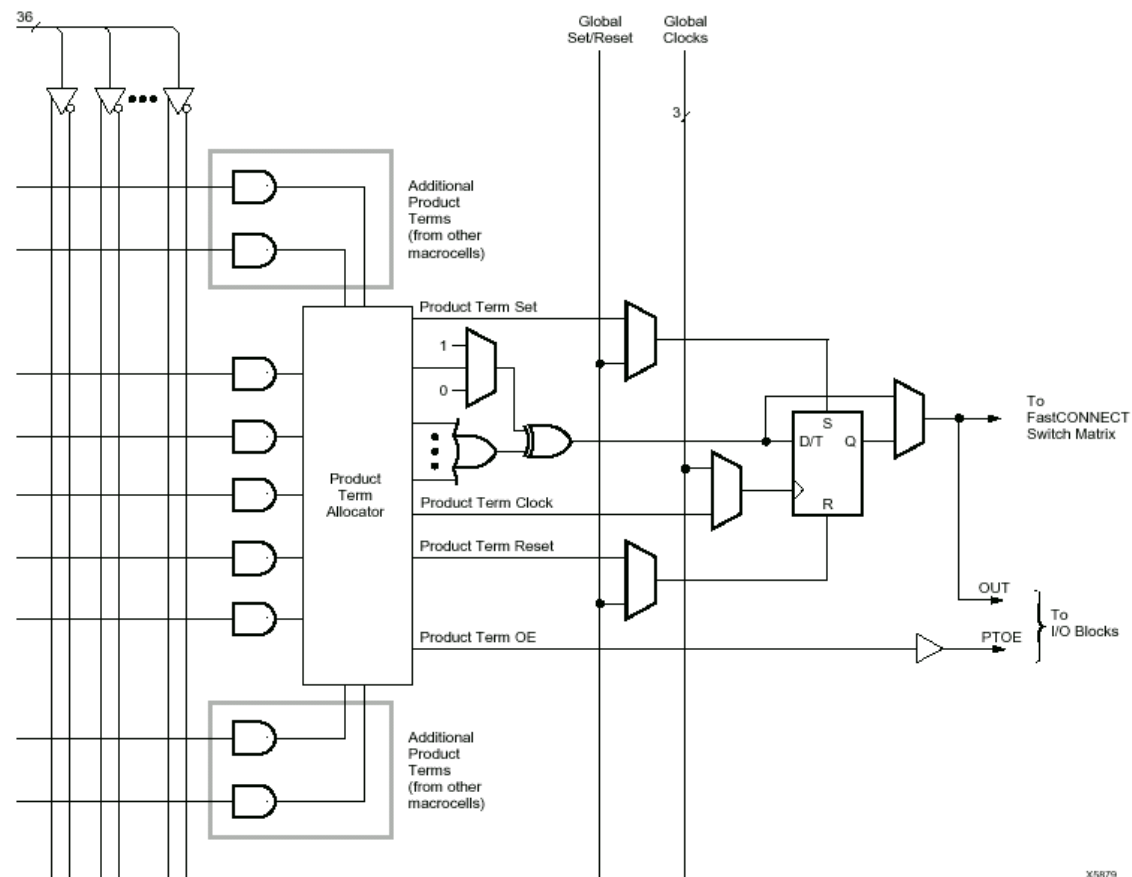 36
Global
Set/Reset
Global
Clocks
3
Additional
Product
Terms
(from other
macrocells)
Product Term Set
1
0
Product
Term
Allocator
S
D/T Q
R
To
FastCONNECT
Switch Matrix
Product Term Clock
Product Term Reset
OUT
To
I/O Blocks
Product Term OE
PTOE
Additional
Product
Terms
(from other
macrocells)
X5879